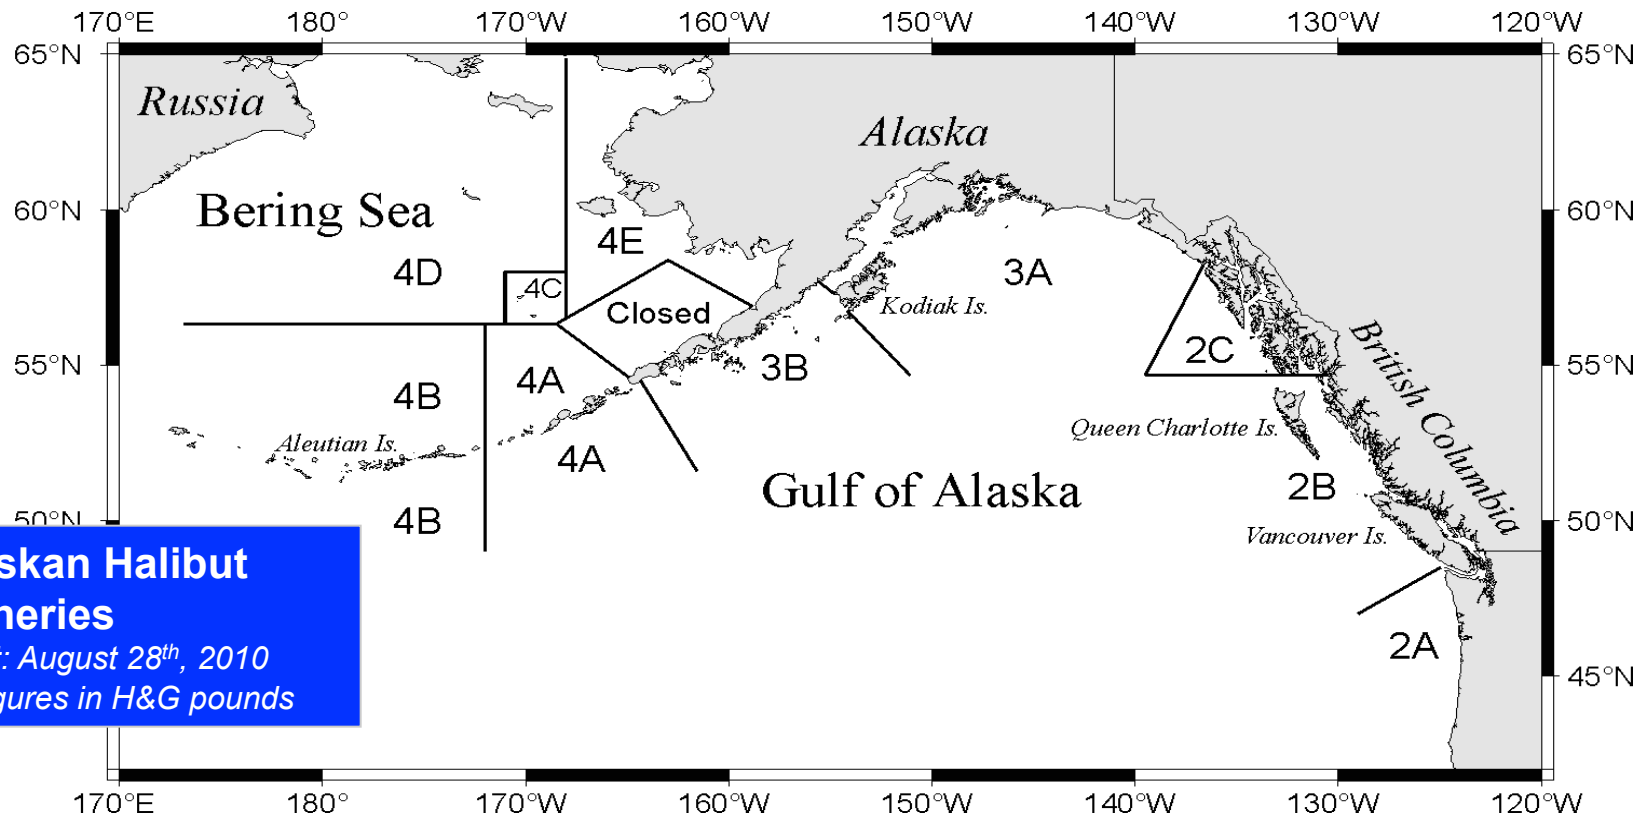 170°E 180° 170°W 160°W 150°W 140°W 130°W 120°W
65°N 65°N
Russia
Alaska
60°N Bering Sea 60°N
4E
4D 3A
4C
Closed Kodiak Is.
British Columbia
2C
55°N 3B 55°N
4A
4B
Queen Charlotte Is.
Aleutian Is.
4A
Gulf of Alaska 2B
4B 50°N
Vancouver Is.
skan Halibut
neries
t: August 28th, 2010
gures in H&G pounds
2A
45°N
170°E 180° 170°W 160°W 150°W 140°W 130°W 120°W